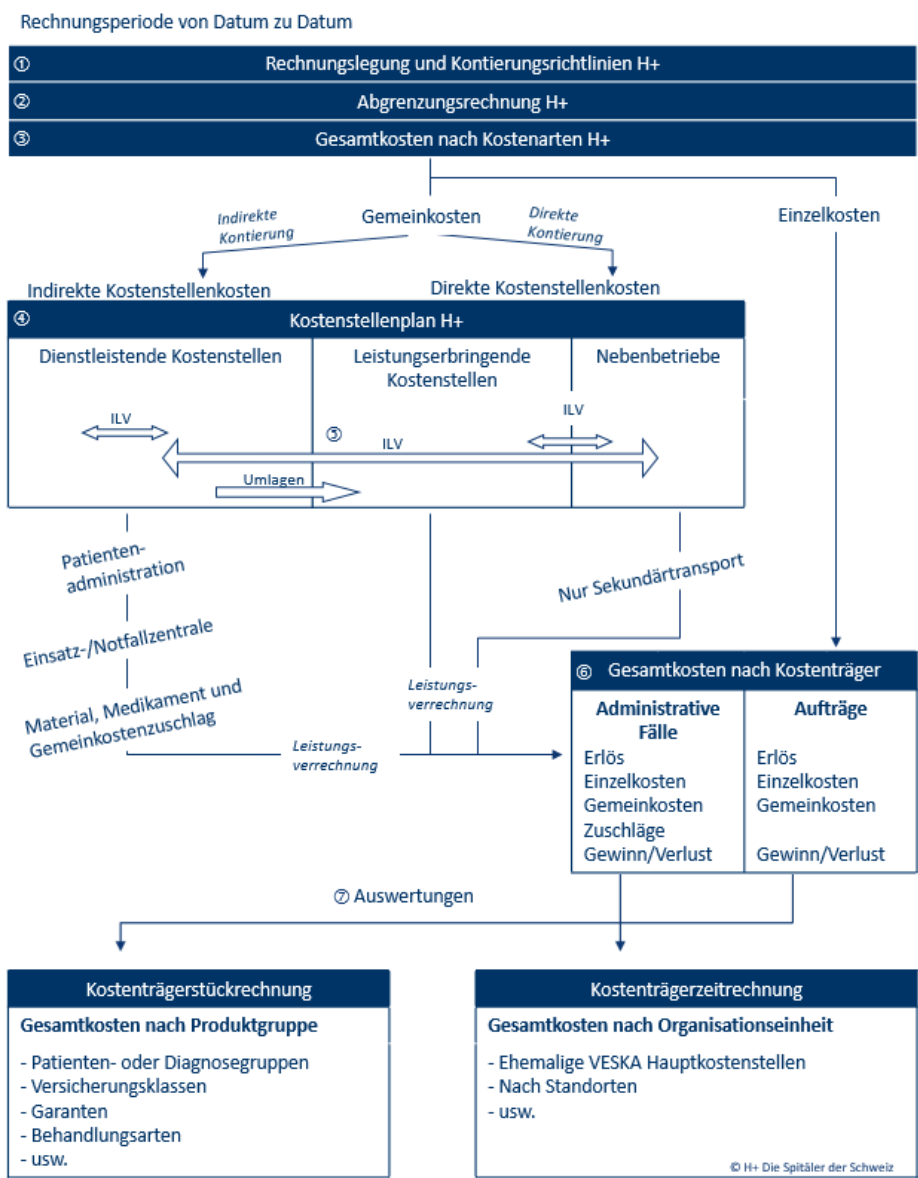 Rechnungsperiode von Datum zu Datum
① Rechnungslegung und Kontierungsrichtlinien H+
② Abgrenzungsrechnung H+
③ Gesamtkosten nach Kostenarten H+
Indirekte
Kontierung
Gemeinkosten
Direkte
Kontierung
Einzelkosten
Indirekte Kostenstellenkosten
Direkte Kostenstellenkosten
④ Kostenstellenplan H+
Dienstleistende Kostenstellen
Leistungserbringende
Kostenstellen
Nebenbetriebe
ILV
⑤
ILV
ILV
Umlagen
Patienten-
administration
Einsatz-/Notfallzentrale
Material, Medikament und
Gemeinkostenzuschlag
Nur Sekundärtransport
Leistungs-
verrechnung
Leistungs-
verrechnung
⑥ Gesamtkosten nach Kostenträger
Administrative
Fälle
Erlös
Einzelkosten
Gemeinkosten
Zuschläge
Gewinn/Verlust
Aufträge
Erlös
Einzelkosten
Gemeinkosten
Gewinn/Verlust
⑦ Auswertungen
Kostenträgerstückrechnung
Gesamtkosten nach Produktgruppe
- Patienten- oder Diagnosegruppen
- Versicherungsklassen
- Garanten
- Behandlungsarten
- usw.
Kostenträgerzeitrechnung
Gesamtkosten nach Organisationseinheit
- Ehemalige VESKA Hauptkostenstellen
- Nach Standorten
- usw.
© H+ Die Spitäler der Schweiz